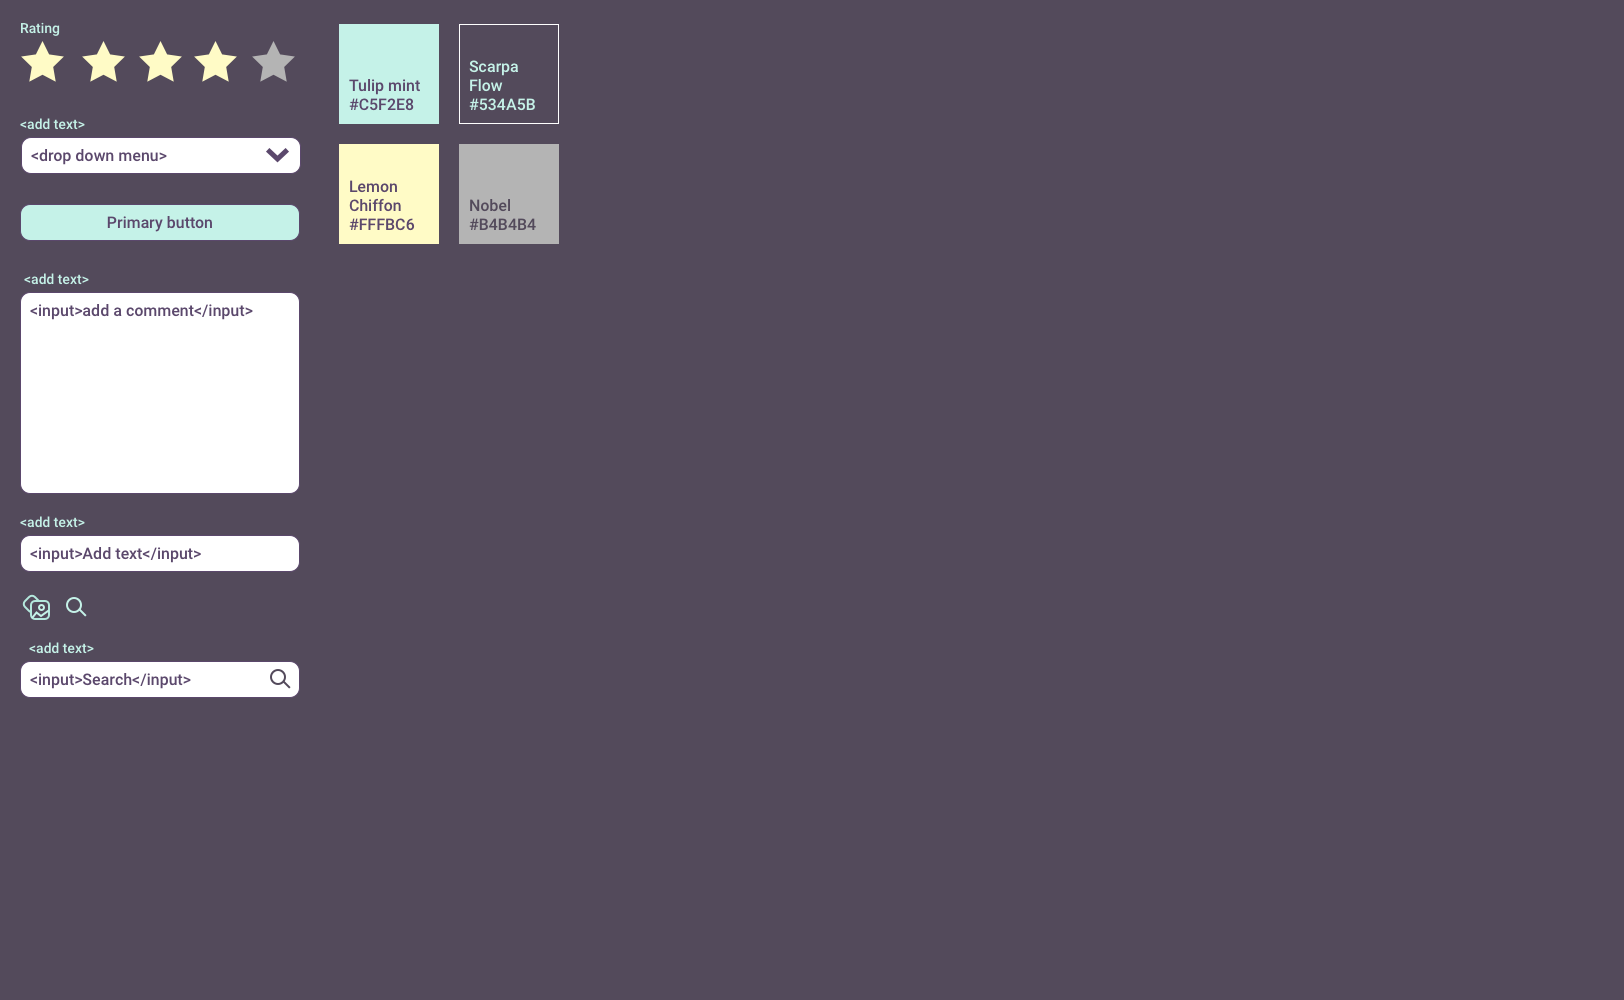 Rating
<add text>
<drop down menu>
Primary button
<add text>
<input>add a comment</input>
<add text>
<input>Add text</input>
<add text>
<input>Search</input>
Tulip mint
#C5F2E8
Scarpa
Flow
#534A5B
Lemon
Chiffon
#FFFBC6
Nobel
#B4B4B4